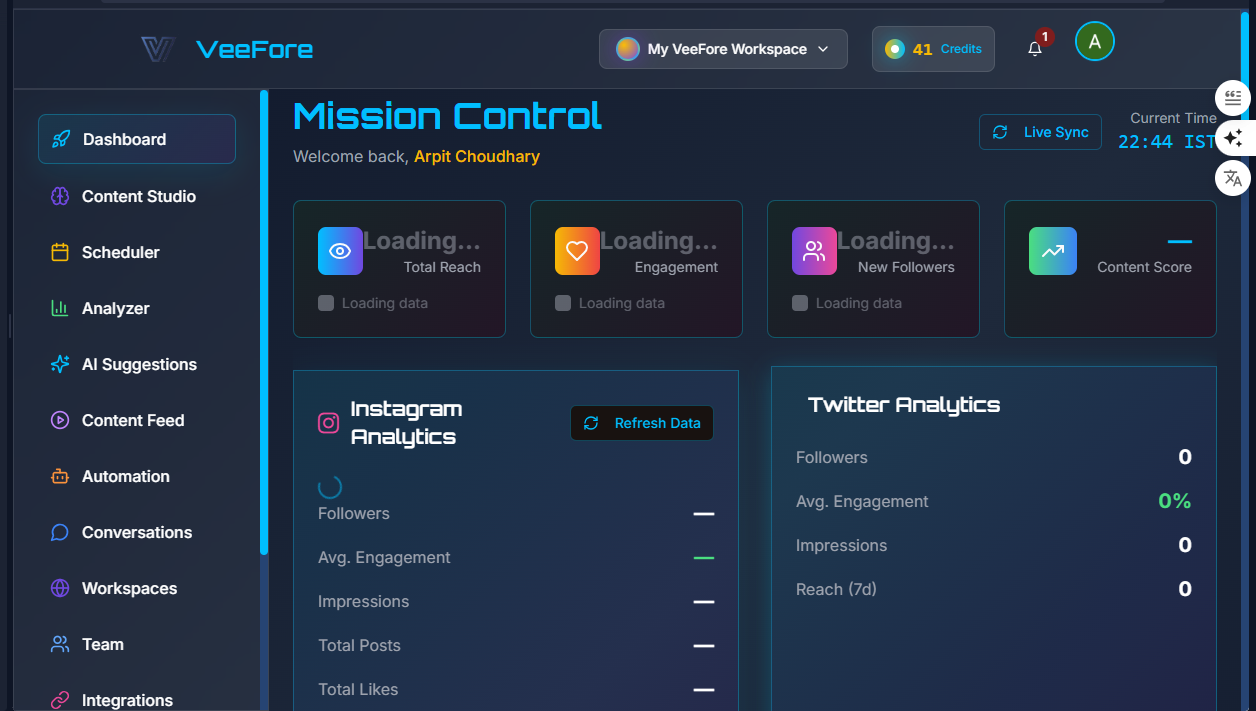 VeeFore
My VeeFore Workspace
41 Credits
1
A
Dashboard
Content Studio
Scheduler
Analyzer
AI Suggestions
Content Feed
Automation
Conversations
Workspaces
Team
Integrations
Mission Control
Welcome back, Arpit Choudhary
Live Sync
Current Time
22:44 IST
Loading...
Total Reach
Loading data
Loading...
Engagement
Loading data
Loading...
New Followers
Loading data
—
Content Score
Instagram
Analytics
Refresh Data
Followers —
Avg. Engagement —
Impressions —
Total Posts —
Total Likes —
Twitter Analytics
Followers 0
Avg. Engagement 0%
Impressions 0
Reach (7d) 0